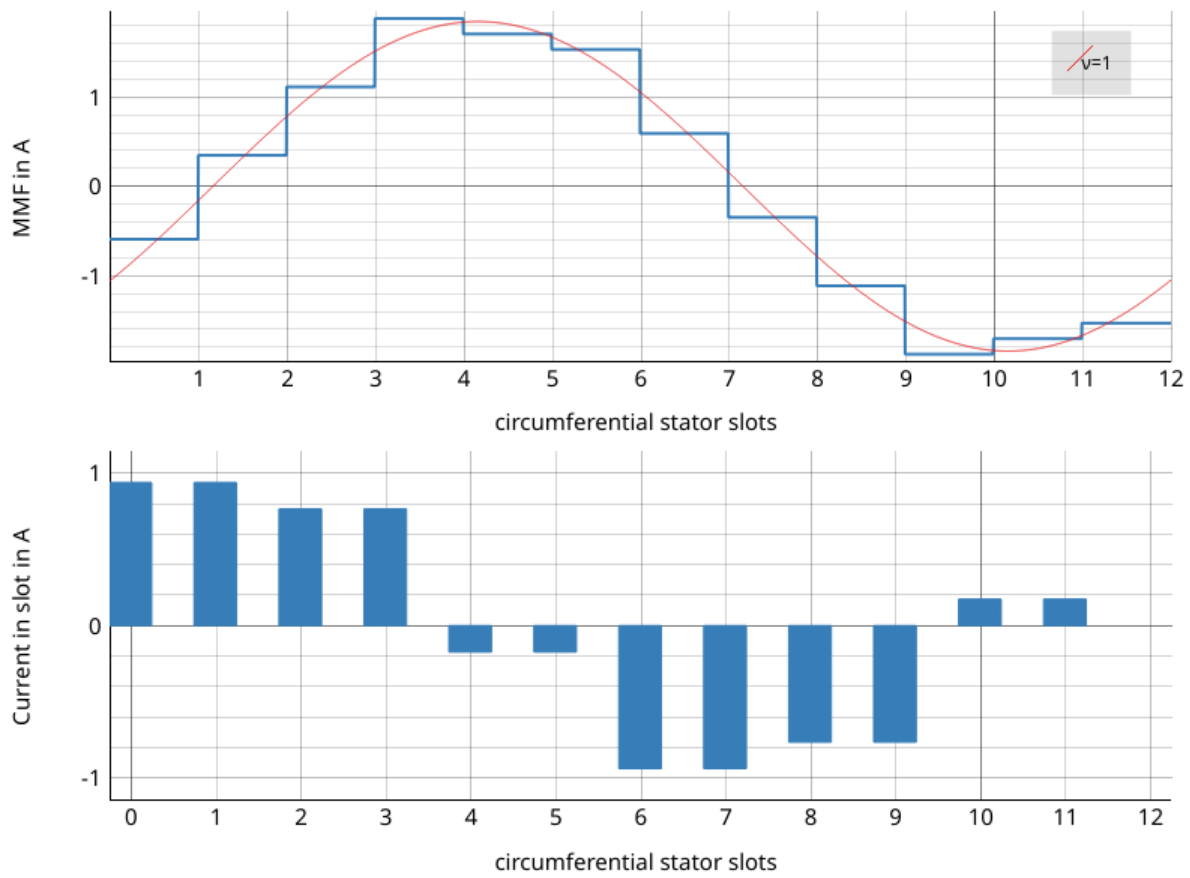 MMF in A
1
0
-1
ν=1
1 2 3 4 5 6 7 8 9 10 11 12
circumferential stator slots
Current in slot in A
1
0
-1
0 1 2 3 4 5 6 7 8 9 10 11 12
circumferential stator slots